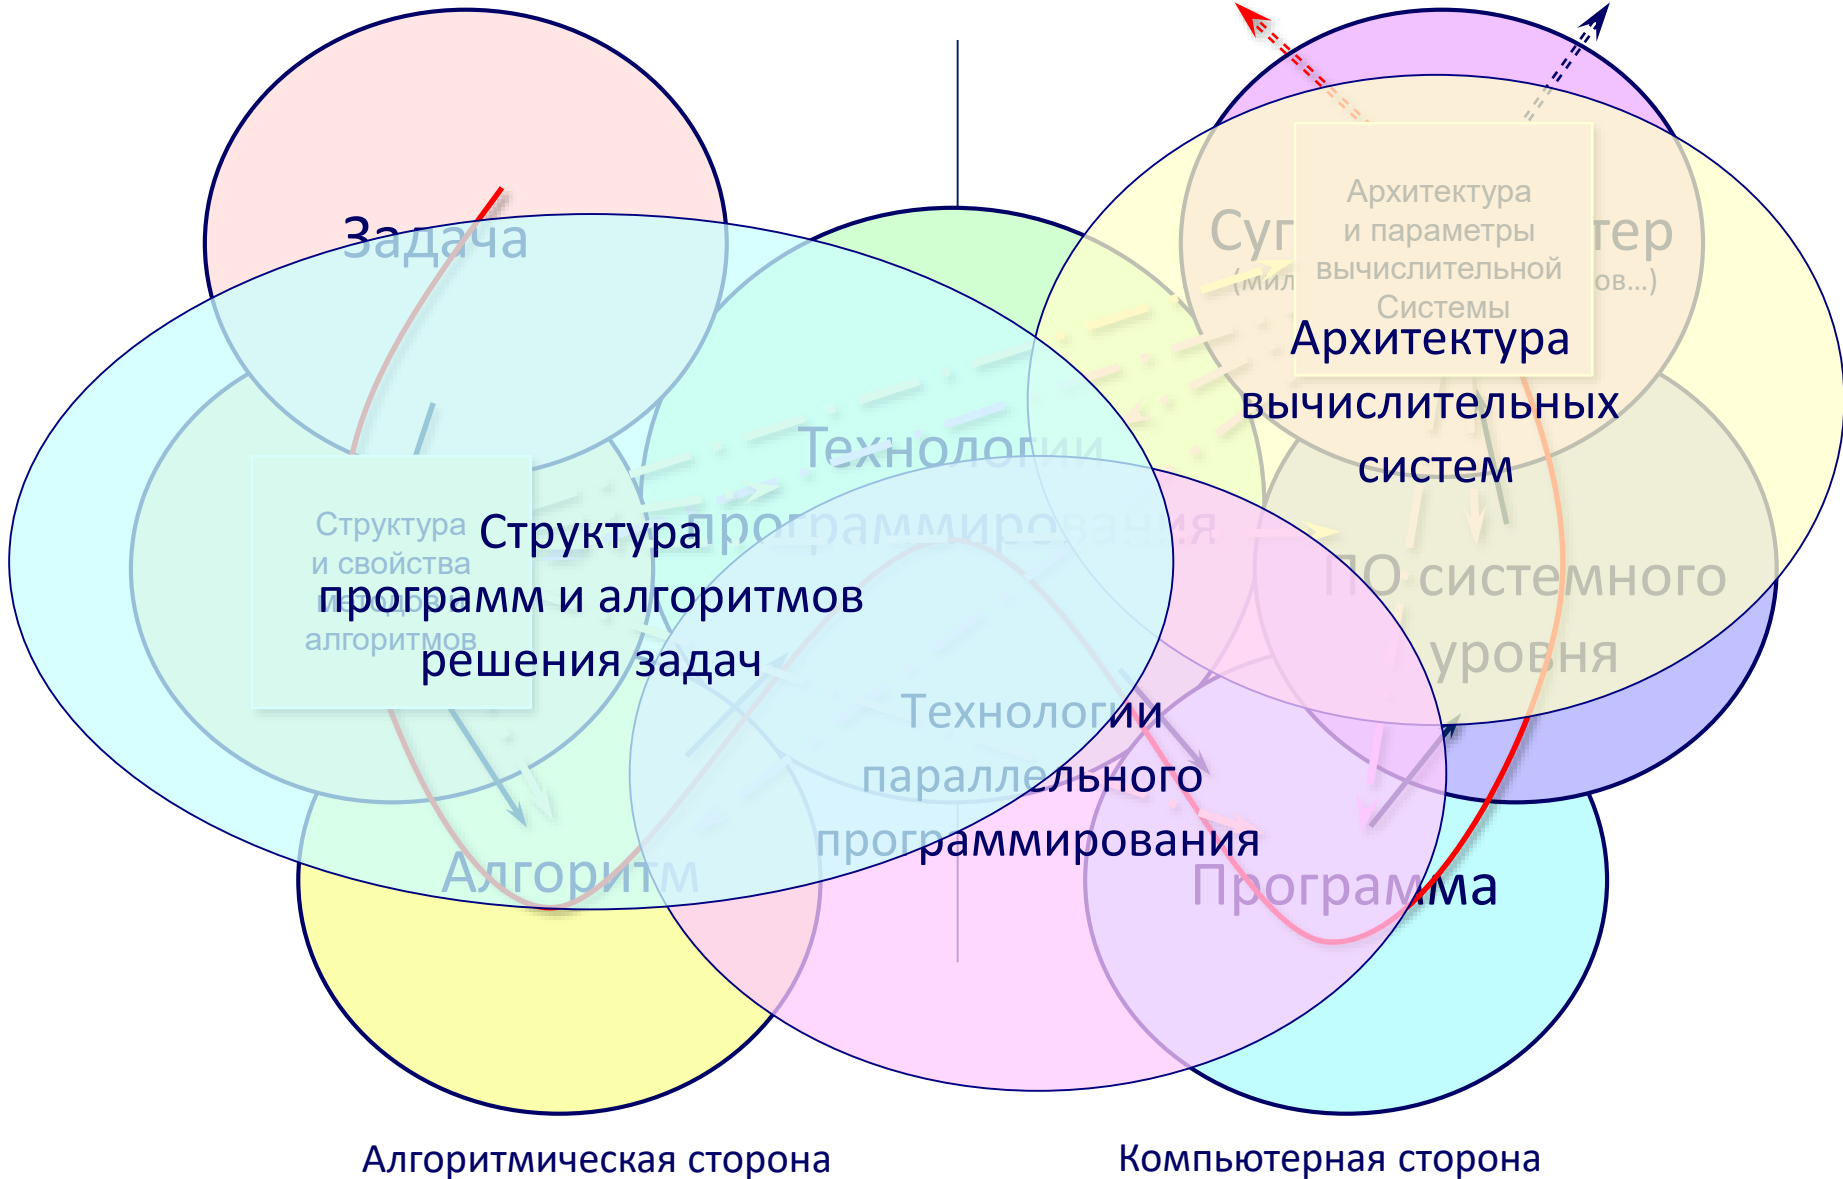 Задача
Архитектура
и параметры
вычислительной
Системы
Архитектура
вычислительных
систем
Технологии
программирования
Структура
и свойства
методов и
алгоритмов
Структура
программ и алгоритмов
решения задач
ПО системного
уровня
Технологии
параллельного
программирования
Алгоритм
Программа
Алгоритмическая сторона
Компьютерная сторона